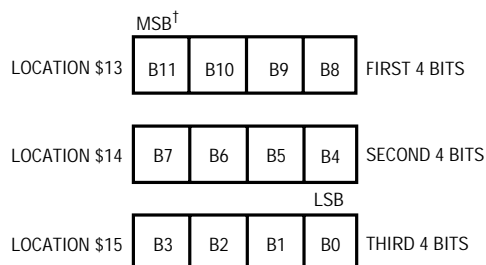 MSB†
LOCATION $13 B11 B10 B9 B8 FIRST 4 BITS
LOCATION $14 B7 B6 B5 B4 SECOND 4 BITS
LSB
LOCATION $15 B3 B2 B1 B0 THIRD 4 BITS